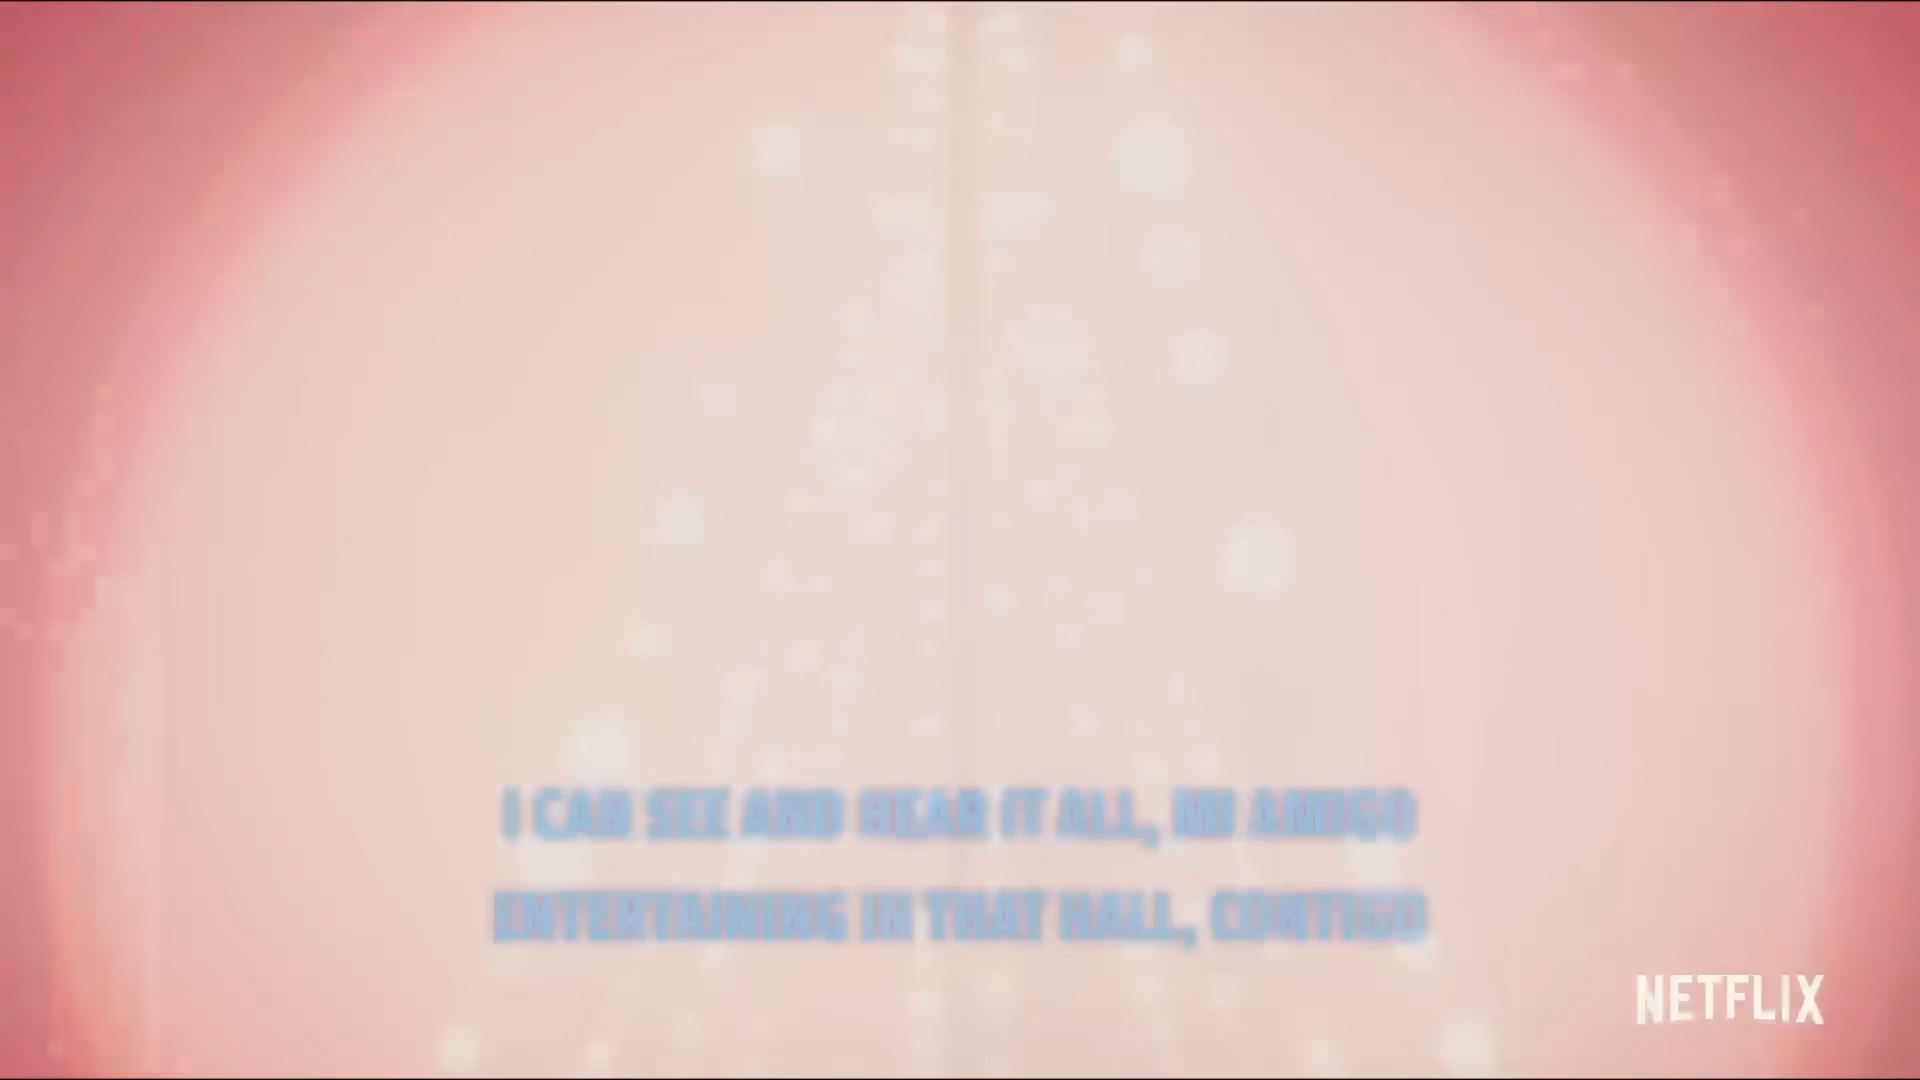 I CAN SEE AND HEAR IT ALL, MI AMIGO
ENTERTAINING IN THAT HALL, CONTIGO
NETFLIX